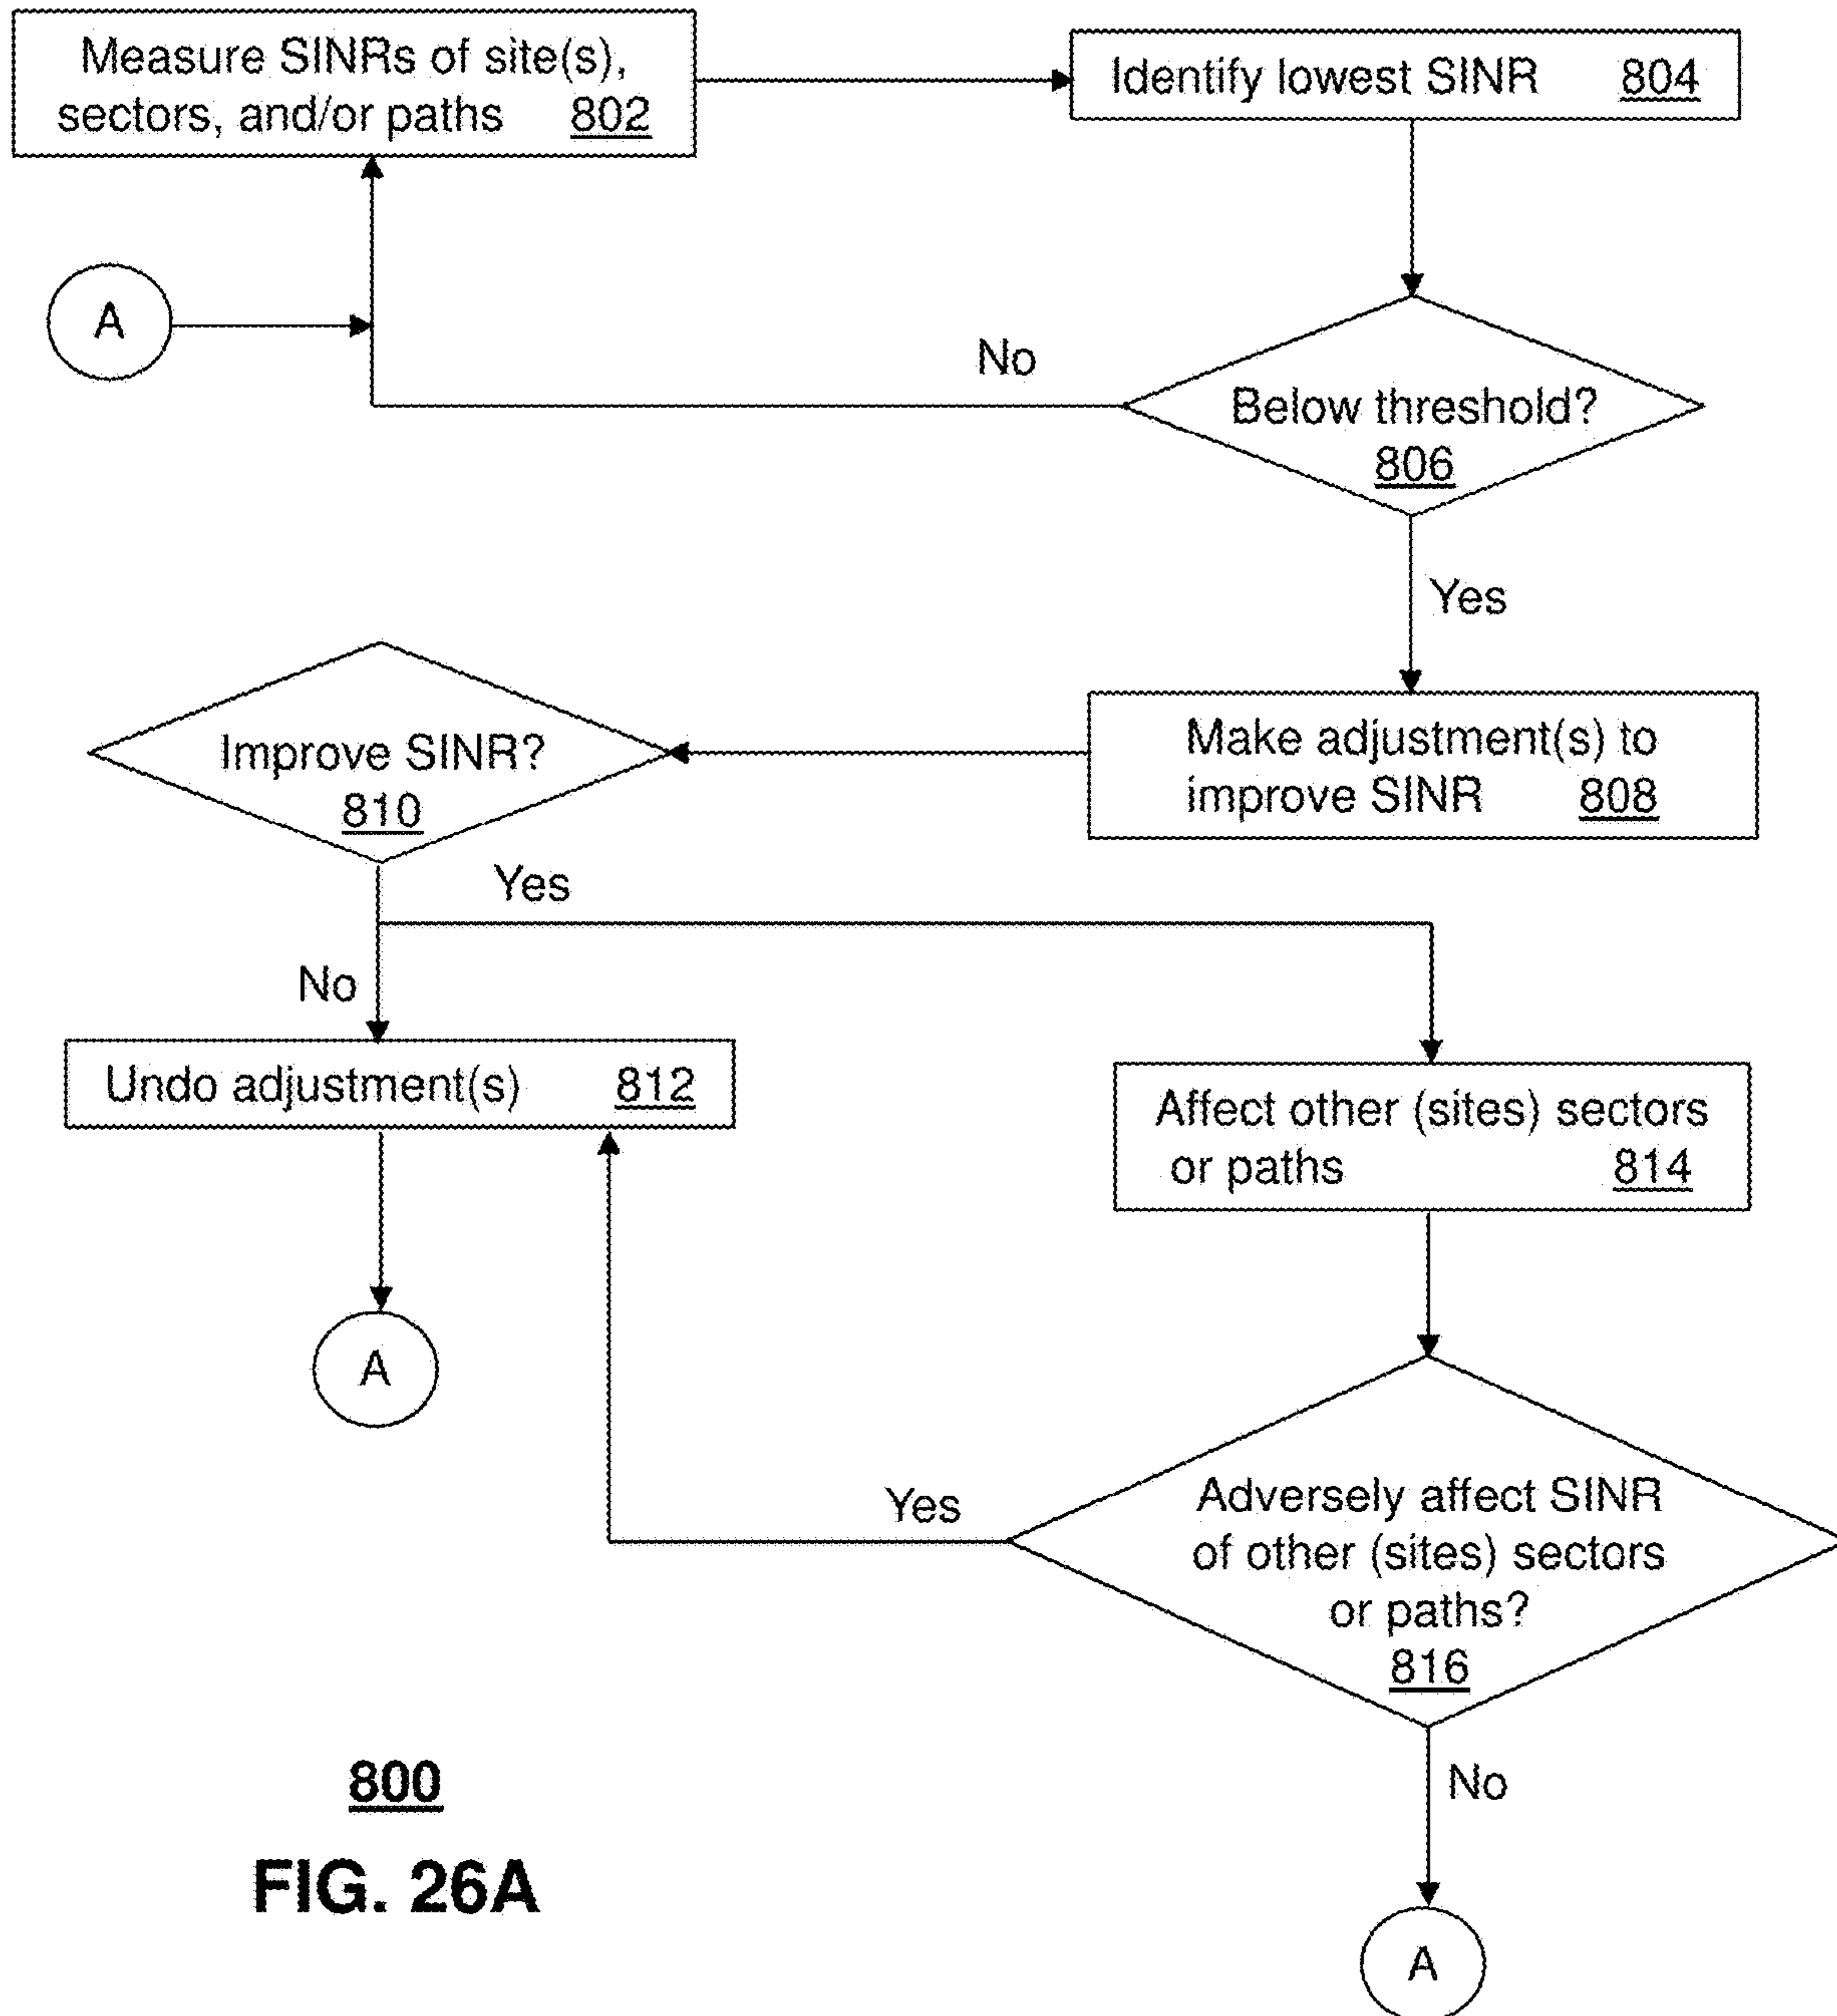 Measure SINRs of site(s),
sectors, and/or paths 802
Identify lowest SINR 804
A
No
Below threshold?
806
Yes
Improve SINR?
810
Make adjustment(s) to
improve SINR 808
Yes
No
Undo adjustment(s) 812
Affect other (sites) sectors
or paths 814
A
Yes
Adversely affect SINR
of other (sites) sectors
or paths?
816
No
800
FIG. 26A
A